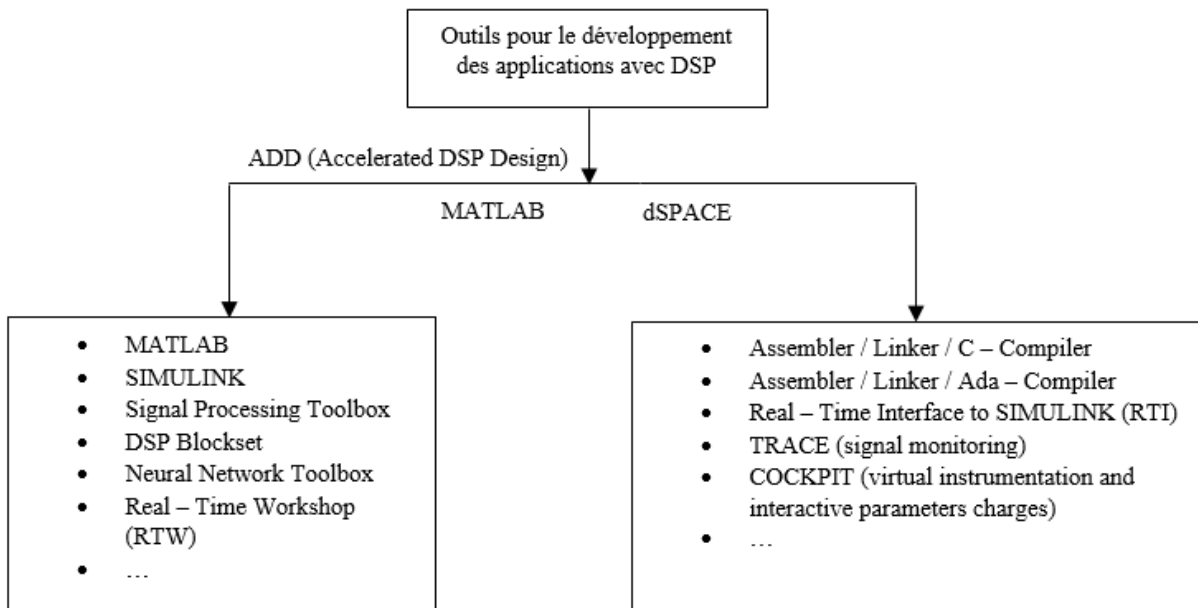 Outils pour le développement
des applications avec DSP
ADD (Accelerated DSP Design)
MATLAB
dSPACE
• MATLAB
• SIMULINK
• Signal Processing Toolbox
• DSP Blockset
• Neural Network Toolbox
• Real – Time Workshop
(RTW)
• …
• Assembler / Linker / C – Compiler
• Assembler / Linker / Ada – Compiler
• Real – Time Interface to SIMULINK (RTI)
• TRACE (signal monitoring)
• COCKPIT (virtual instrumentation and
interactive parameters charges)
• …